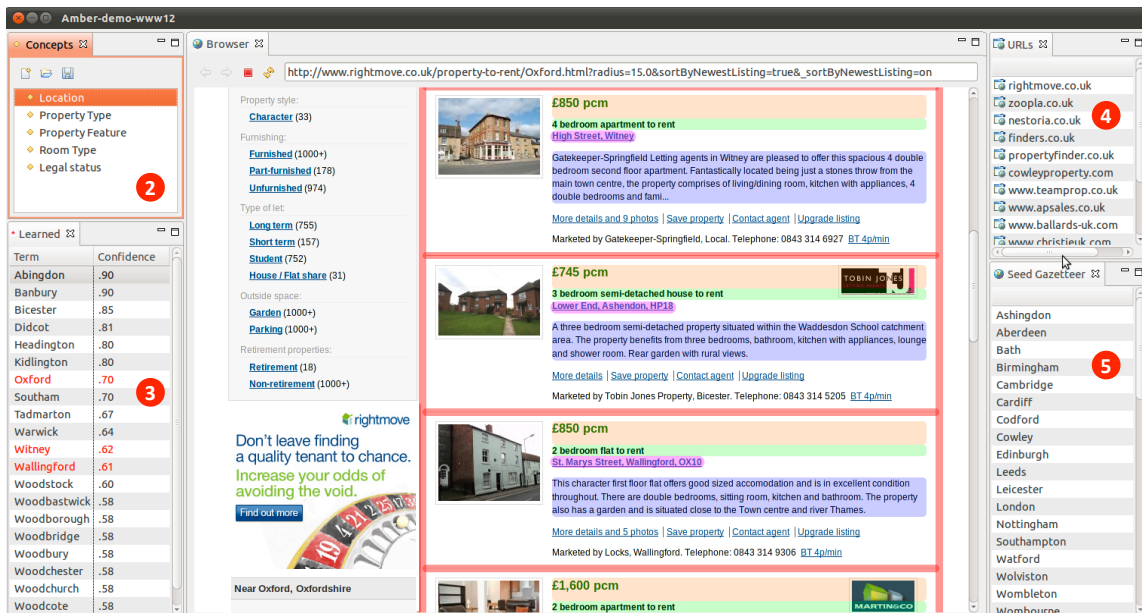 Amber-demo-www12
Concepts
Location
Property Type
Property Feature
Room Type
Legal status
2
Learned
Term Confidence
Abingdon .90
Banbury .90
Bicester .85
Didcot .81
Headington .80
Kidlington .80
Oxford .70
Southam .70
Tadmarton .67
Warwick .64
Witney .62
Wallingford .61
Woodstock .60
Woodbastwick .58
Woodborough .58
Woodbridge .58
Woodbury .58
Woodchester .58
Woodchurch .58
Woodcote .58
3
Browser
http://www.rightmove.co.uk/property-to-rent/Oxford.html?radius=15.0&sortByNewestListing=true&_sortByNewestListing=on
Property style:
Character (33)
Furnishing:
Furnished (1000+)
Part-furnished (178)
Unfurnished (974)
Type of let:
Long term (755)
Short term (157)
Student (752)
House / Flat share (31)
Outside space:
Garden (1000+)
Parking (1000+)
Retirement properties:
Retirement (18)
Non-retirement (1000+)
rightmove
Don't leave finding
a quality tenant to chance.
Increase your odds of
avoiding the void.
Find out more
Near Oxford, Oxfordshire
£850 pcm
4 bedroom apartment to rent
High Street, Witney
Gatekeeper-Springfield Letting agents in Witney are pleased to offer this spacious 4 double
bedroom second floor apartment. Fantastically located being just a stones throw from the
main town centre, the property comprises of living/dining room, kitchen with appliances, 4
double bedrooms and fami...
More details and 9 photos | Save property | Contact agent | Upgrade listing
Marketed by Gatekeeper-Springfield, Local. Telephone: 0843 314 6927 BT 4p/min
£745 pcm
TOBIN JONES
3 bedroom semi-detached house to rent
Lower End, Ashendon, HP18
A three bedroom semi-detached property situated within the Waddesdon School catchment
area. The property benefits from three bedrooms, bathroom, kitchen with appliances, lounge
and shower room. Rear garden with rural views.
More details | Save property | Contact agent | Upgrade listing
Marketed by Tobin Jones Property, Bicester. Telephone: 0843 314 5205 BT 4p/min
£850 pcm
2 bedroom flat to rent
St. Marys Street, Wallingford, OX10
This character first floor flat offers good sized accomodation and is in excellent condition
throughout. There are double bedrooms, sitting room, kitchen and bathroom. The property
also has a garden and is situated close to the Town centre and river Thames.
More details and 5 photos | Save property | Contact agent | Upgrade listing
Marketed by Locks, Wallingford. Telephone: 0843 314 9306 BT 4p/min
£1,600 pcm
2 bedroom apartment to rent
MARTIN&CO
URLs
rightmove.co.uk
zoopla.co.uk
nestoria.co.uk
finders.co.uk
propertyfinder.co.uk
cowleyproperty.com
www.teamprop.co.uk
www.apsales.co.uk
www.ballards-uk.com
www.christieuk.com
4
Seed Gazetteer
Ashingdon
Aberdeen
Bath
Birmingham
Cambridge
Cardiff
Codford
Cowley
Edinburgh
Leeds
Leicester
London
Nottingham
Southampton
Watford
Wolviston
Wombleton
Wombourne
5